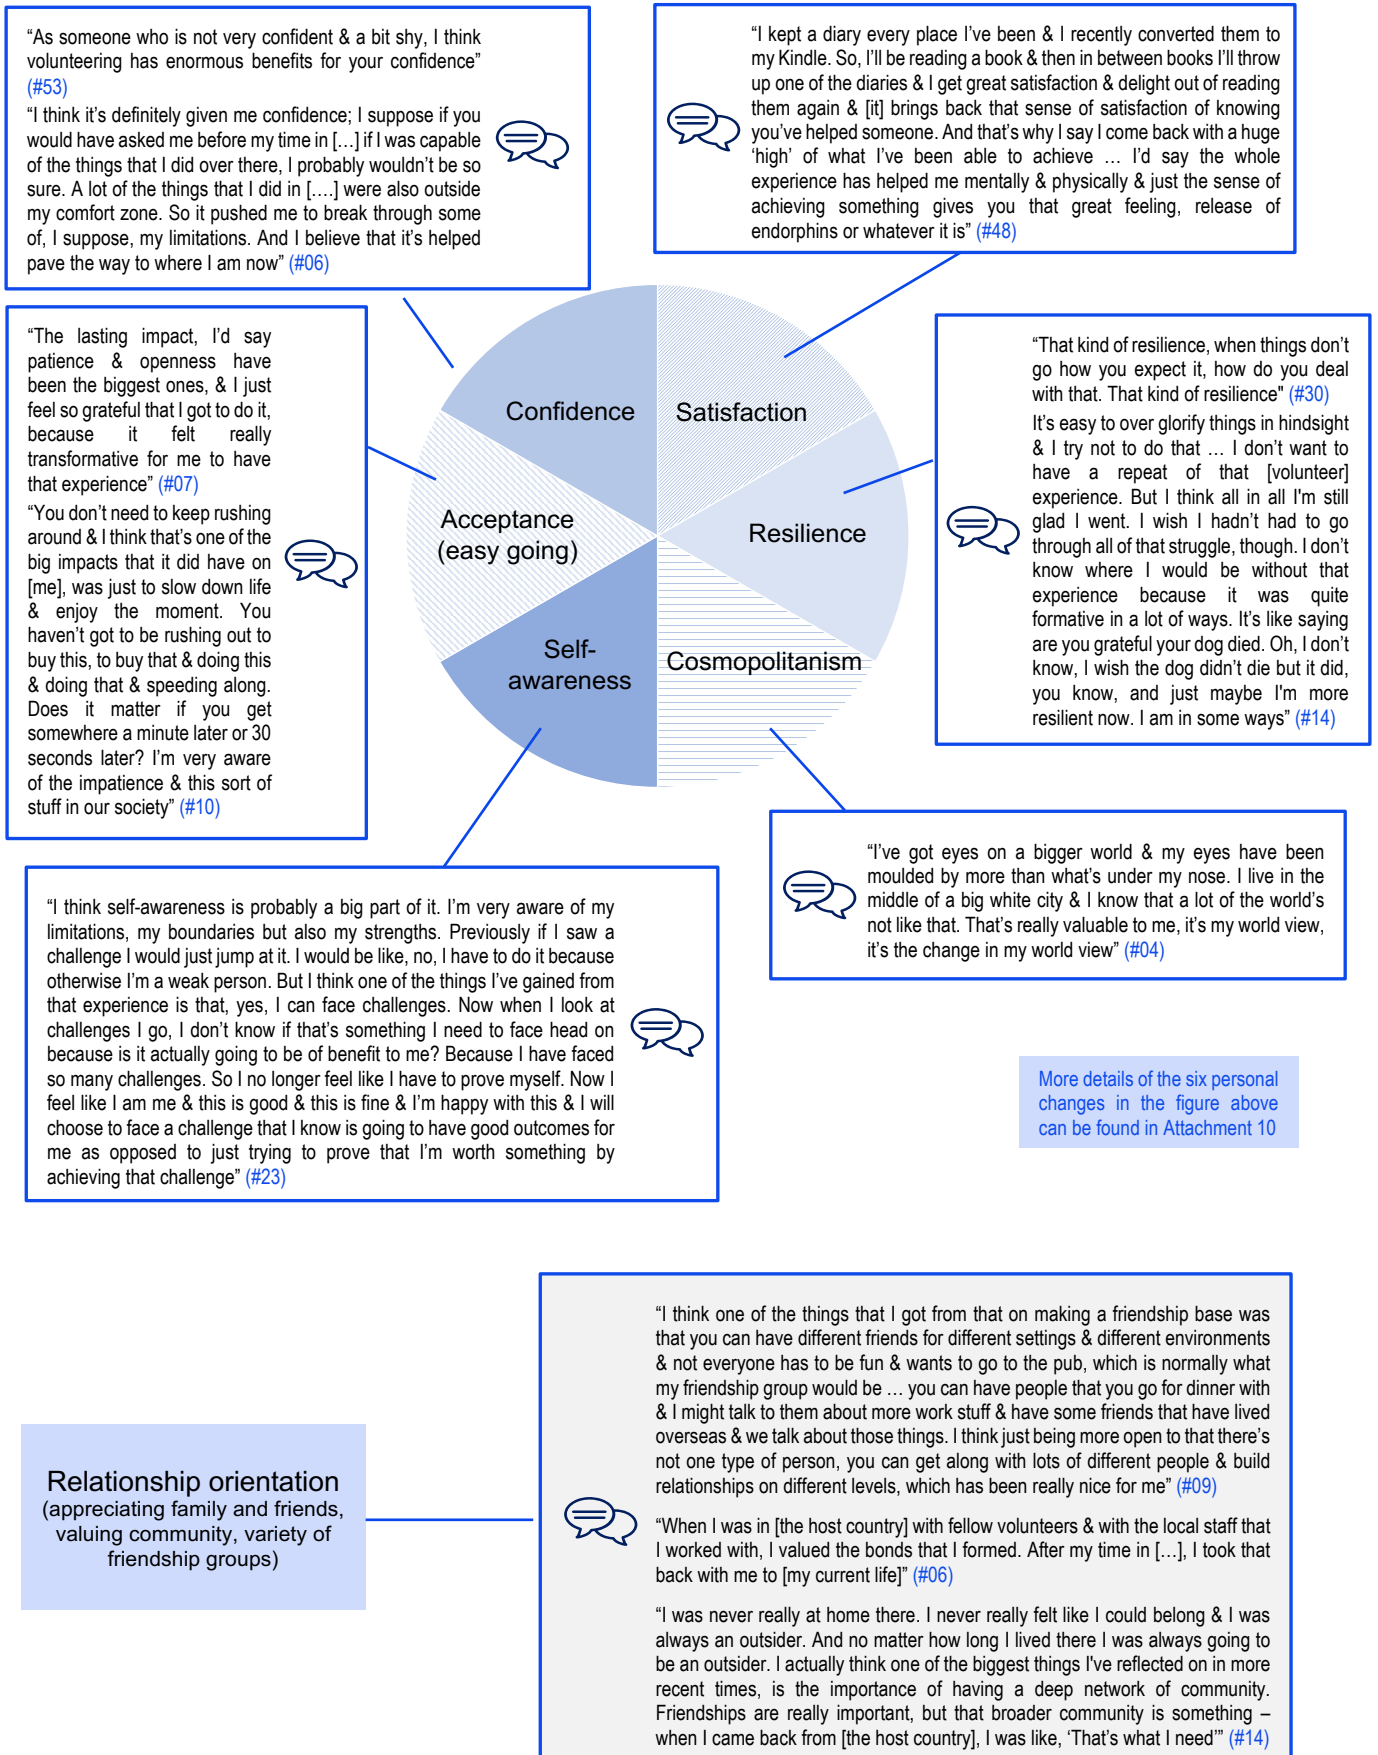 “As someone who is not very confident & a bit shy, I think
volunteering has enormous benefits for your confidence”
(#53)
“I think it’s definitely given me confidence; I suppose if you
would have asked me before my time in […] if I was capable
of the things that I did over there, I probably wouldn’t be so
sure. A lot of the things that I did in [….] were also outside
my comfort zone. So it pushed me to break through some
of, I suppose, my limitations. And I believe that it’s helped
pave the way to where I am now” (#06)
“I kept a diary every place I’ve been & I recently converted them to
my Kindle. So, I’ll be reading a book & then in between books I’ll throw
up one of the diaries & I get great satisfaction & delight out of reading
them again & [it] brings back that sense of satisfaction of knowing
you’ve helped someone. And that’s why I say I come back with a huge
‘high’ of what I’ve been able to achieve … I’d say the whole
experience has helped me mentally & physically & just the sense of
achieving something gives you that great feeling, release of
endorphins or whatever it is” (#48)
“The lasting impact, I’d say
patience & openness have
been the biggest ones, & I just
feel so grateful that I got to do it,
because it felt really
transformative for me to have
that experience” (#07)
“You don’t need to keep rushing
around & I think that’s one of the
big impacts that it did have on
[me], was just to slow down life
& enjoy the moment. You
haven’t got to be rushing out to
buy this, to buy that & doing this
& doing that & speeding along.
Does it matter if you get
somewhere a minute later or 30
seconds later? I’m very aware
of the impatience & this sort of
stuff in our society” (#10)
Confidence
Satisfaction
Acceptance
(easy going)
Resilience
Self-
awareness
Cosmopolitanism
“That kind of resilience, when things don’t
go how you expect it, how do you deal
with that. That kind of resilience" (#30)
It’s easy to over glorify things in hindsight
& I try not to do that … I don’t want to
have a repeat of that [volunteer]
experience. But I think all in all I'm still
glad I went. I wish I hadn’t had to go
through all of that struggle, though. I don’t
know where I would be without that
experience because it was quite
formative in a lot of ways. It’s like saying
are you grateful your dog died. Oh, I don’t
know, I wish the dog didn’t die but it did,
you know, and just maybe I'm more
resilient now. I am in some ways” (#14)
“I’ve got eyes on a bigger world & my eyes have been
moulded by more than what’s under my nose. I live in the
middle of a big white city & I know that a lot of the world’s
not like that. That’s really valuable to me, it’s my world view,
it’s the change in my world view” (#04)
“I think self-awareness is probably a big part of it. I’m very aware of my
limitations, my boundaries but also my strengths. Previously if I saw a
challenge I would just jump at it. I would be like, no, I have to do it because
otherwise I’m a weak person. But I think one of the things I’ve gained from
that experience is that, yes, I can face challenges. Now when I look at
challenges I go, I don’t know if that’s something I need to face head on
because is it actually going to be of benefit to me? Because I have faced
so many challenges. So I no longer feel like I have to prove myself. Now I
feel like I am me & this is good & this is fine & I’m happy with this & I will
choose to face a challenge that I know is going to have good outcomes for
me as opposed to just trying to prove that I’m worth something by
achieving that challenge” (#23)
More details of the six personal
changes in the figure above
can be found in Attachment 10
Relationship orientation
(appreciating family and friends,
valuing community, variety of
friendship groups)
“I think one of the things that I got from that on making a friendship base was
that you can have different friends for different settings & different environments
& not everyone has to be fun & wants to go to the pub, which is normally what
my friendship group would be … you can have people that you go for dinner with
& I might talk to them about more work stuff & have some friends that have lived
overseas & we talk about those things. I think just being more open to that there’s
not one type of person, you can get along with lots of different people & build
relationships on different levels, which has been really nice for me” (#09)
“When I was in [the host country] with fellow volunteers & with the local staff that
I worked with, I valued the bonds that I formed. After my time in […], I took that
back with me to [my current life]” (#06)
“I was never really at home there. I never really felt like I could belong & I was
always an outsider. And no matter how long I lived there I was always going to
be an outsider. I actually think one of the biggest things I've reflected on in more
recent times, is the importance of having a deep network of community.
Friendships are really important, but that broader community is something –
when I came back from [the host country], I was like, ‘That’s what I need’” (#14)